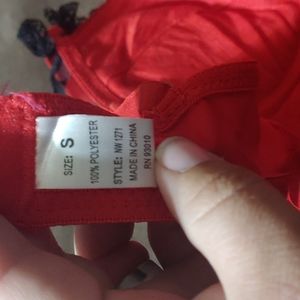 SIZE: S
100% POLYESTER
STYLE: NW 1271
MADE IN CHINA
RN 93010